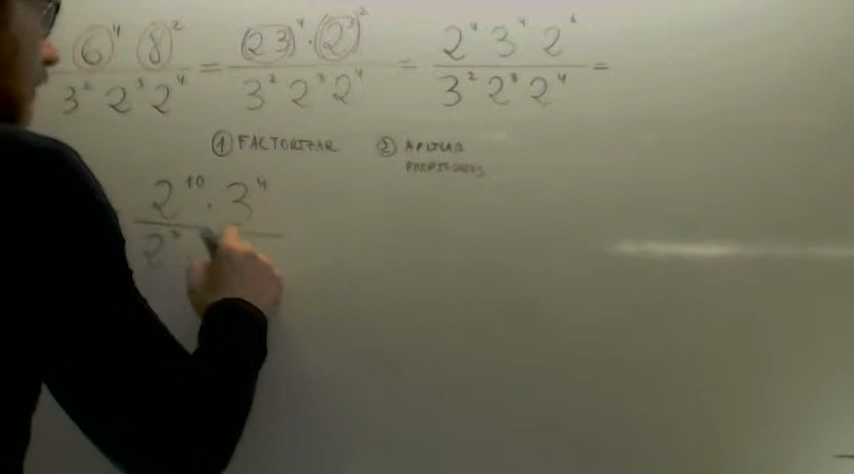 6⁴ 8² / 3² 2³ 2⁴ = (2 3)⁴ · (2³)² / 3² 2³ 2⁴ = 2⁴ 3⁴ 2⁶ / 3² 2³ 2⁴ =
① FACTORIZAR ② APLICAR
PROPIEDADES
2¹⁰ · 3⁴
2⁷ ·